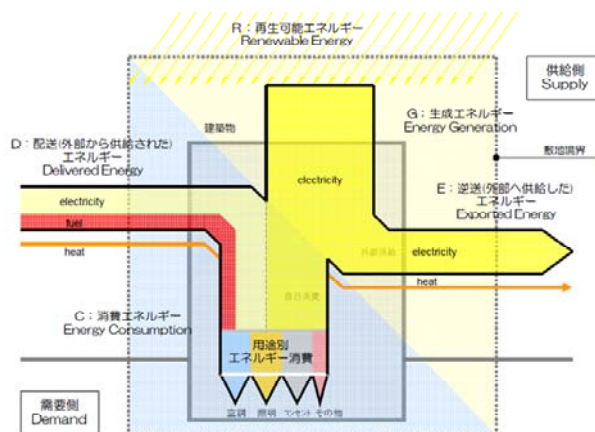 R：再生可能エネルギー
Renewable Energy
供給側
Supply
G：生成エネルギー
Energy Generation
建築物
敷地境界
D：配送(外部から供給された)
エネルギー
Delivered Energy
E：逆送(外部へ供給した)
エネルギー
Exported Energy
electricity
electricity
fuel
heat
外部供給
electricity
heat
自己消費
C：消費エネルギー
Energy Consumption
用途別
エネルギー消費
空調
照明
コンセント
その他
需要側
Demand